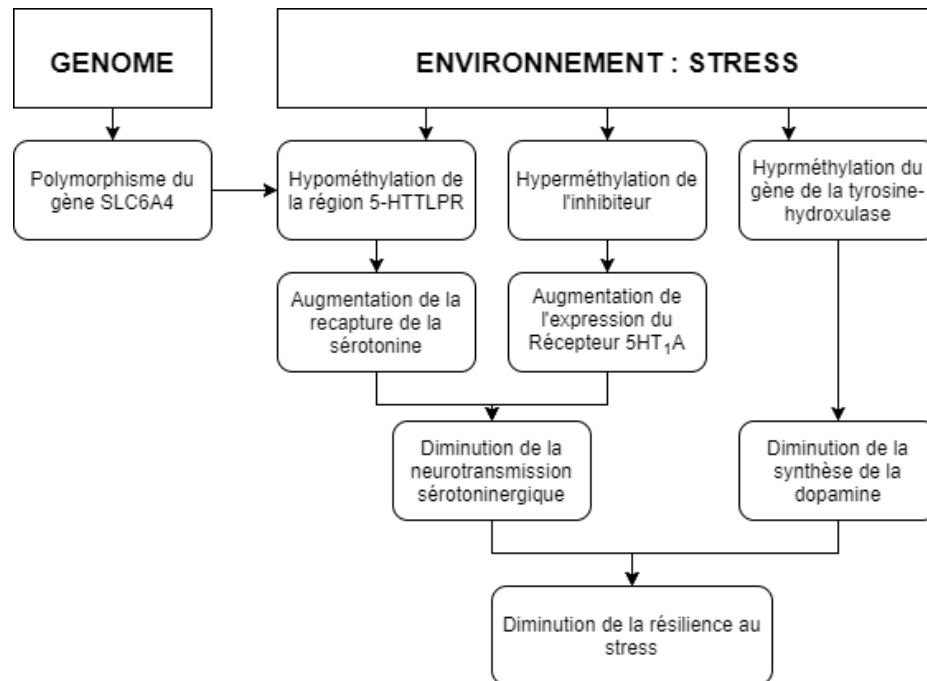 GENOME
ENVIRONNEMENT : STRESS
Polymorphisme du
gène SLC6A4
Hypométhylation de
la région 5-HTTLPR
Hyperméthylation de
l'inhibiteur
Hyprméthylation du
gène de la tyrosine-
hydroxulase
Augmentation de la
recapture de la
sérotonine
Augmentation de
l'expression du
Récepteur 5HT₁A
Diminution de la
neurotransmission
sérotoninergique
Diminution de la
synthèse de la
dopamine
Diminution de la résilience au
stress